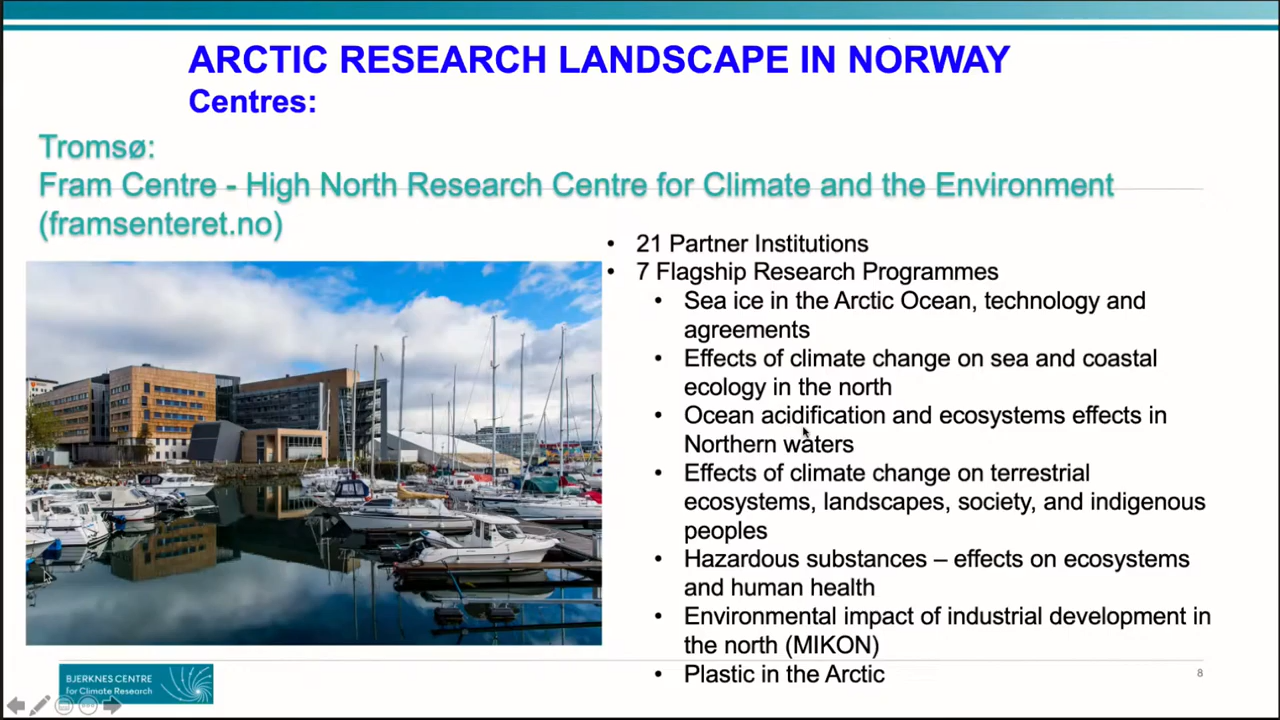 ARCTIC RESEARCH LANDSCAPE IN NORWAY
Centres:
Tromsø:
Fram Centre - High North Research Centre for Climate and the Environment
(framsenteret.no)
• 21 Partner Institutions
• 7 Flagship Research Programmes
• Sea ice in the Arctic Ocean, technology and
agreements
• Effects of climate change on sea and coastal
ecology in the north
• Ocean acidification and ecosystems effects in
Northern waters
• Effects of climate change on terrestrial
ecosystems, landscapes, society, and indigenous
peoples
• Hazardous substances – effects on ecosystems
and human health
• Environmental impact of industrial development in
the north (MIKON)
• Plastic in the Arctic
BJERKNES CENTRE
for Climate Research
8